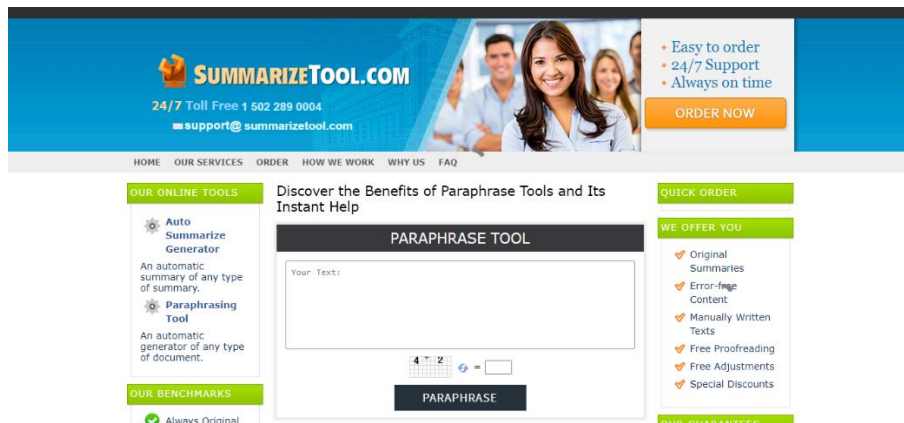 SUMMARIZETOOL.COM
24/7 Toll Free 1 502 289 0004
support@ summarizetool.com
Easy to order
24/7 Support
Always on time
ORDER NOW
HOME OUR SERVICES ORDER HOW WE WORK WHY US FAQ
OUR ONLINE TOOLS
Auto
Summarize
Generator
An automatic
summary of any type
of summary.
Paraphrasing
Tool
An automatic
generator of any type
of document.
OUR BENCHMARKS
Always Original
Discover the Benefits of Paraphrase Tools and Its
Instant Help
PARAPHRASE TOOL
Your Text:
4 2 =
PARAPHRASE
QUICK ORDER
WE OFFER YOU
Original
Summaries
Error-free
Content
Manually Written
Texts
Free Proofreading
Free Adjustments
Special Discounts
OUR GUARANTEES